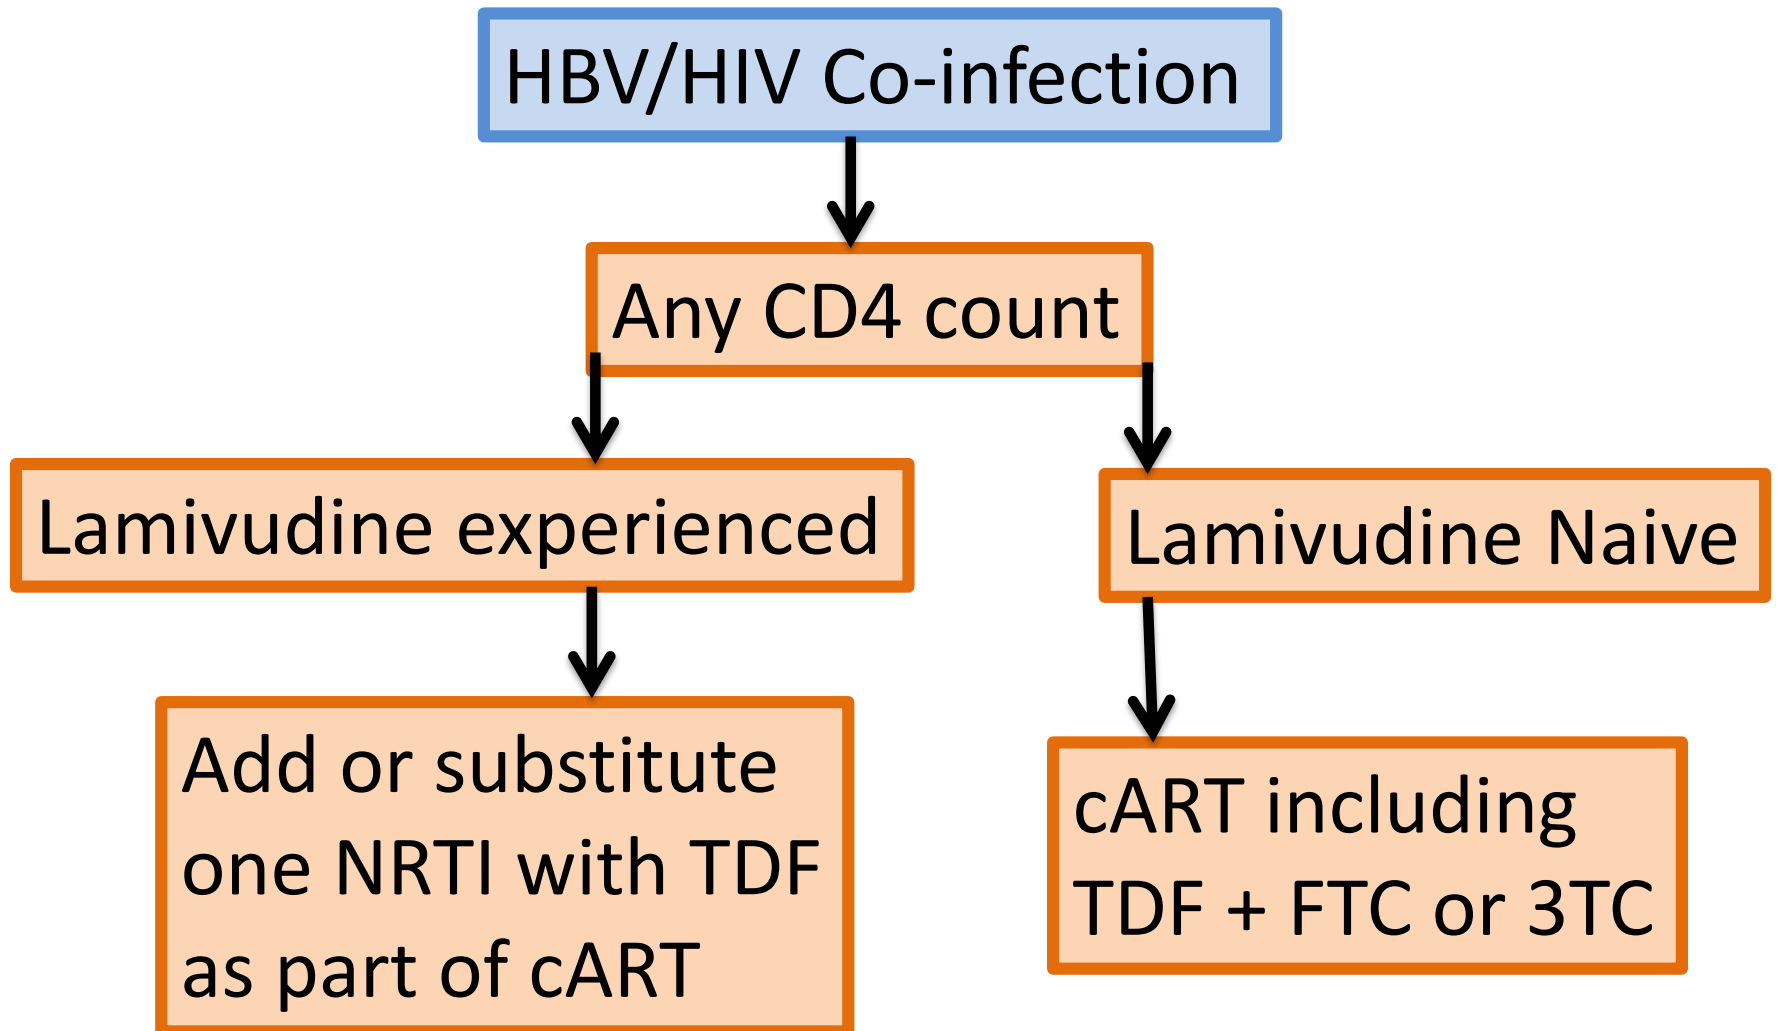 HBV/HIV Co-infection
Any CD4 count
Lamivudine experienced
Lamivudine Naive
Add or substitute
one NRTI with TDF
as part of cART
cART including
TDF + FTC or 3TC